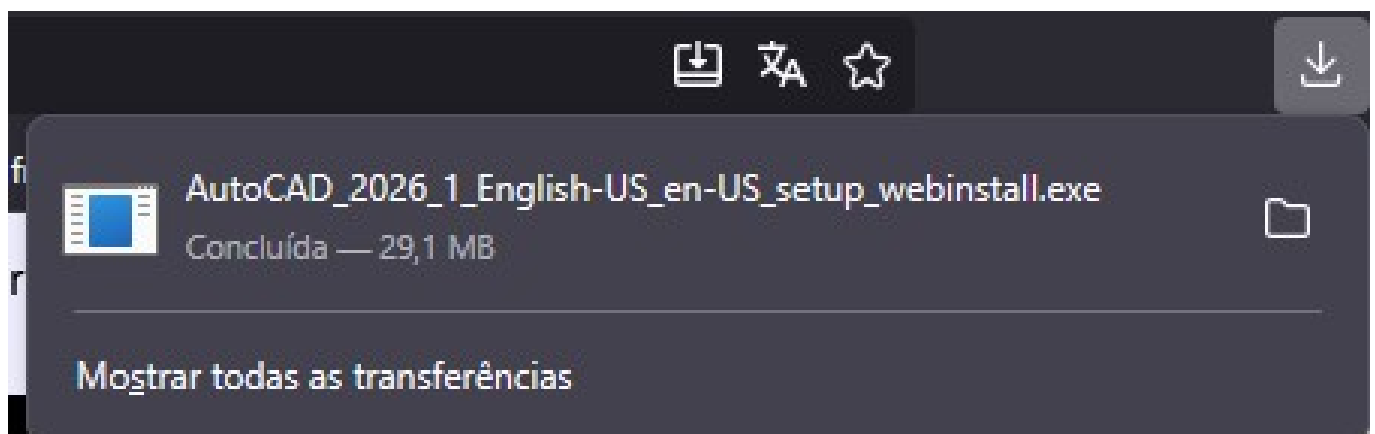 AutoCAD_2026_1_English-US_en-US_setup_webinstall.exe
Concluída — 29,1 MB
Mostrar todas as transferências